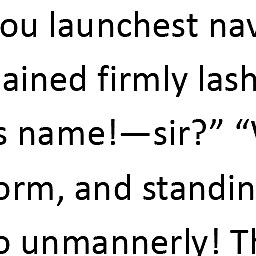 ou launchest nav
ained firmly lash
s name!—sir?” “
orm, and standin
o unmannerly! Th